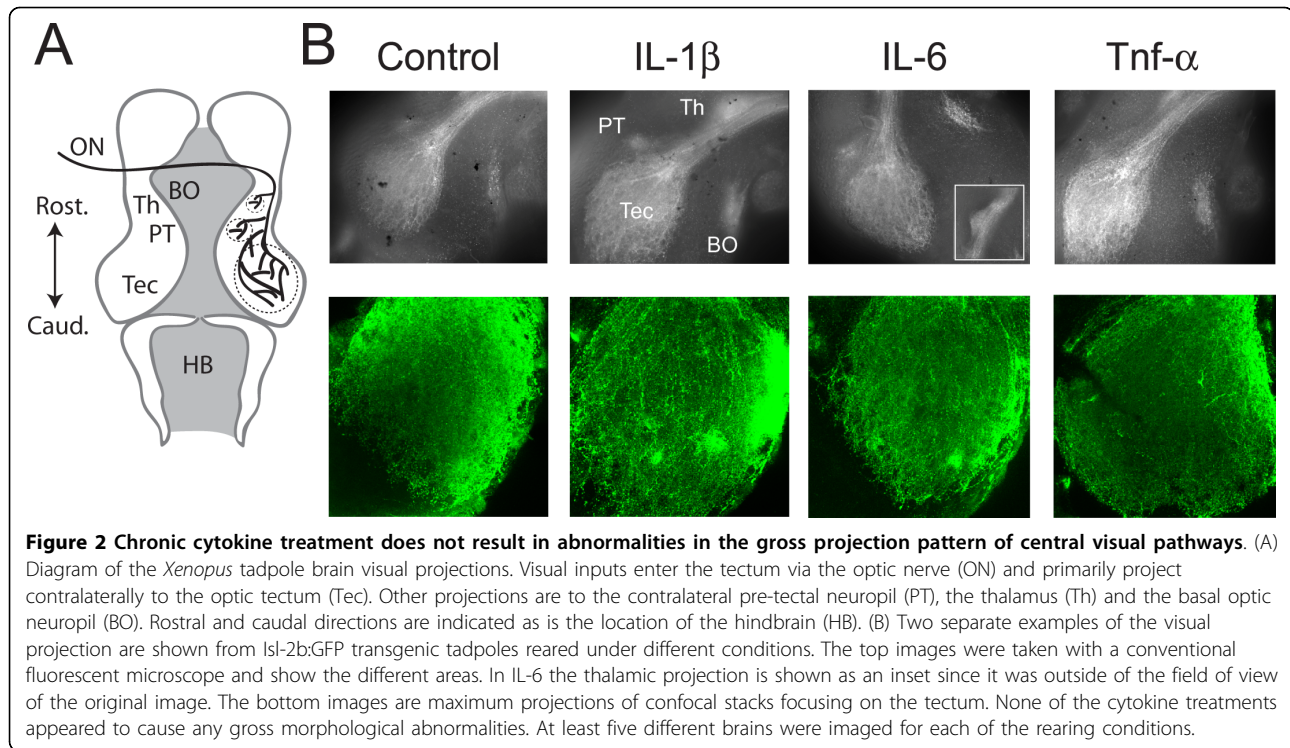 A
ON
Rost.
Caud.
BO
Th
PT
Tec
HB
B
Control
IL-1β
IL-6
Tnf-α
PT
Th
Tec
BO
Figure 2 Chronic cytokine treatment does not result in abnormalities in the gross projection pattern of central visual pathways. (A)
Diagram of the Xenopus tadpole brain visual projections. Visual inputs enter the tectum via the optic nerve (ON) and primarily project
contralaterally to the optic tectum (Tec). Other projections are to the contralateral pre-tectal neuropil (PT), the thalamus (Th) and the basal optic
neuropil (BO). Rostral and caudal directions are indicated as is the location of the hindbrain (HB). (B) Two separate examples of the visual
projection are shown from Isl-2b:GFP transgenic tadpoles reared under different conditions. The top images were taken with a conventional
fluorescent microscope and show the different areas. In IL-6 the thalamic projection is shown as an inset since it was outside of the field of view
of the original image. The bottom images are maximum projections of confocal stacks focusing on the tectum. None of the cytokine treatments
appeared to cause any gross morphological abnormalities. At least five different brains were imaged for each of the rearing conditions.